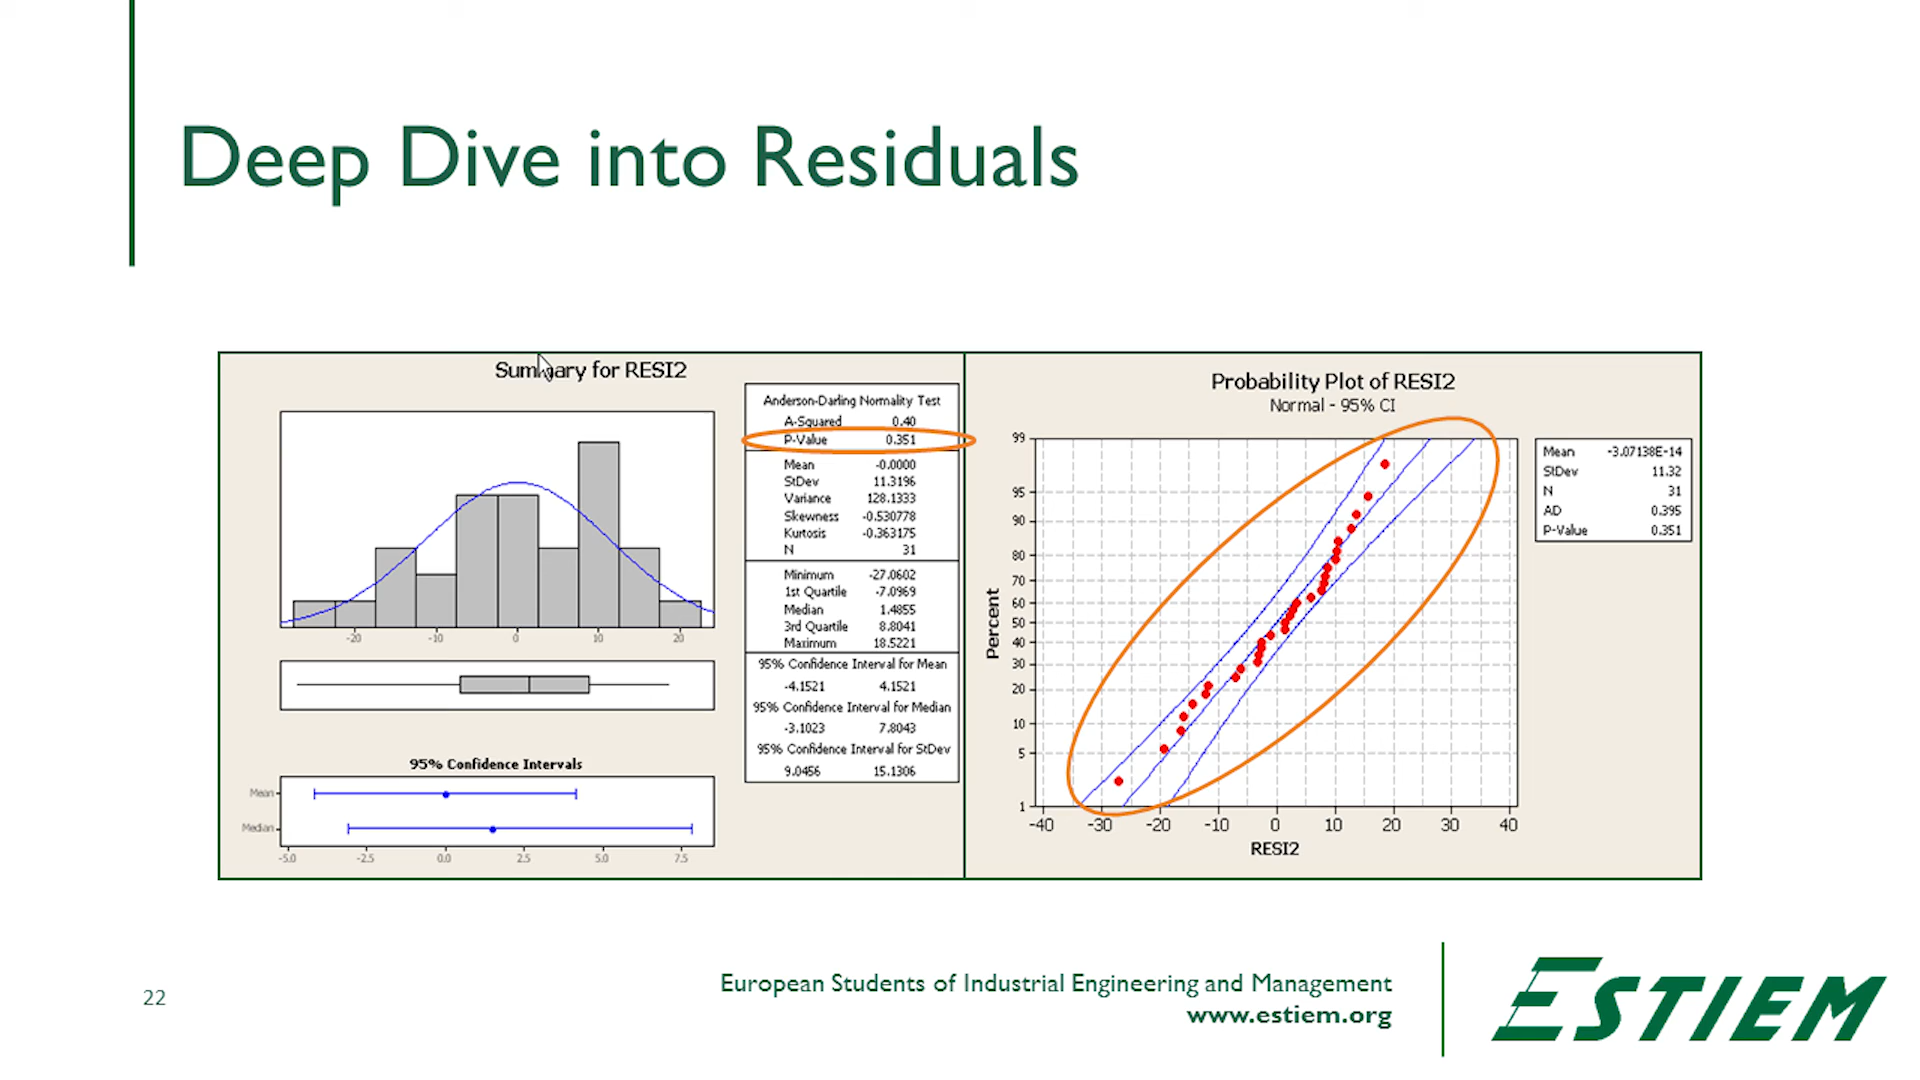 Deep Dive into Residuals
Summary for RESI2
Anderson-Darling Normality Test
A-Squared 0.40
P-Value 0.351
Mean -0.0000
StDev 11.3196
Variance 128.1333
Skewness -0.530778
Kurtosis -0.363175
N 31
Minimum -27.0602
1st Quartile -7.0969
Median 1.4855
3rd Quartile 8.8041
Maximum 18.5221
95% Confidence Interval for Mean
-4.1521 4.1521
95% Confidence Interval for Median
-3.1023 7.8043
95% Confidence Interval for StDev
9.0456 15.1306
-20 -10 0 10 20
95% Confidence Intervals
Mean
Median
-5.0 -2.5 0.0 2.5 5.0 7.5
Probability Plot of RESI2
Normal - 95% CI
Percent
99
95
90
80
70
60
50
40
30
20
10
5
1
-40 -30 -20 -10 0 10 20 30 40
RESI2
Mean -3.07138E-14
StDev 11.32
N 31
AD 0.395
P-Value 0.351
22
European Students of Industrial Engineering and Management
www.estiem.org
ESTIEM